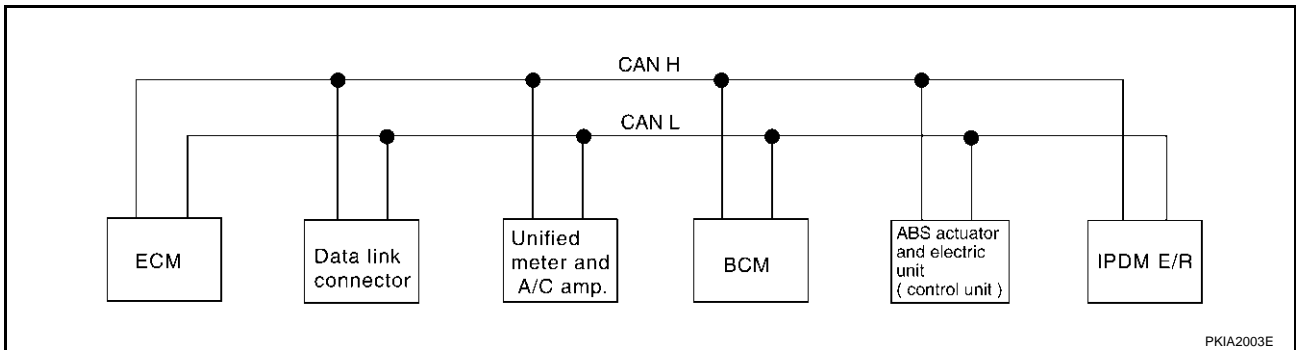 CAN H
CAN L
ECM
Data link
connector
Unified
meter and
A/C amp.
BCM
ABS actuator
and electric
unit
( control unit )
IPDM E/R
PKIA2003E